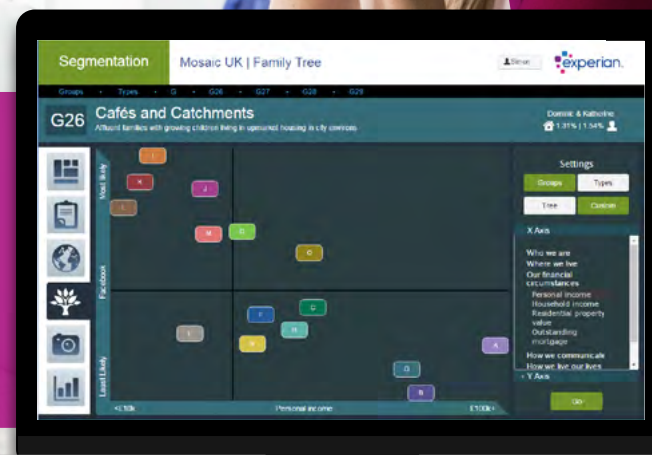 Segmentation
Mosaic UK | Family Tree
experian.
Groups • Types • G • G26 • G27 • G28 • G29
G26
Cafés and Catchments
Affluent families with growing children living in upmarket housing in city environs
Dominic & Katherine
1.31% | 1.54%
Most likely
Facebook
Least Likely
K
J
M
O
A
<£10k
Personal income
£100k+
Settings
Groups
Types
Tree
Custom
X Axis
Who we are
Where we live
Our financial
circumstances
Personal income
Household income
Residential property
value
Outstanding
mortgage
How we communicate
How we live our lives
Y Axis
Go